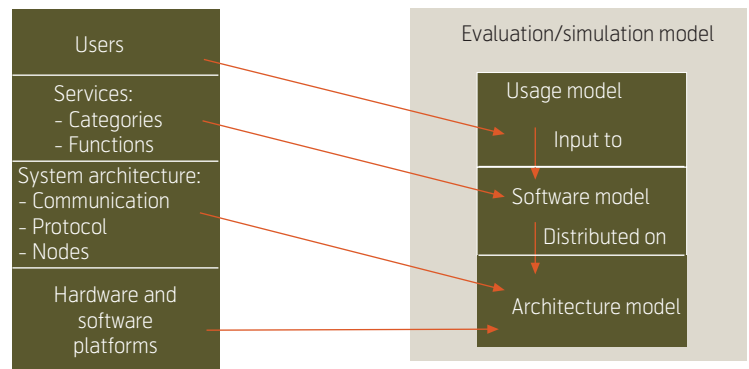 Users
Services:
- Categories
- Functions
System architecture:
- Communication
- Protocol
- Nodes
Hardware and
software
platforms
Evaluation/simulation model
Usage model
Input to
Software model
Distributed on
Architecture model